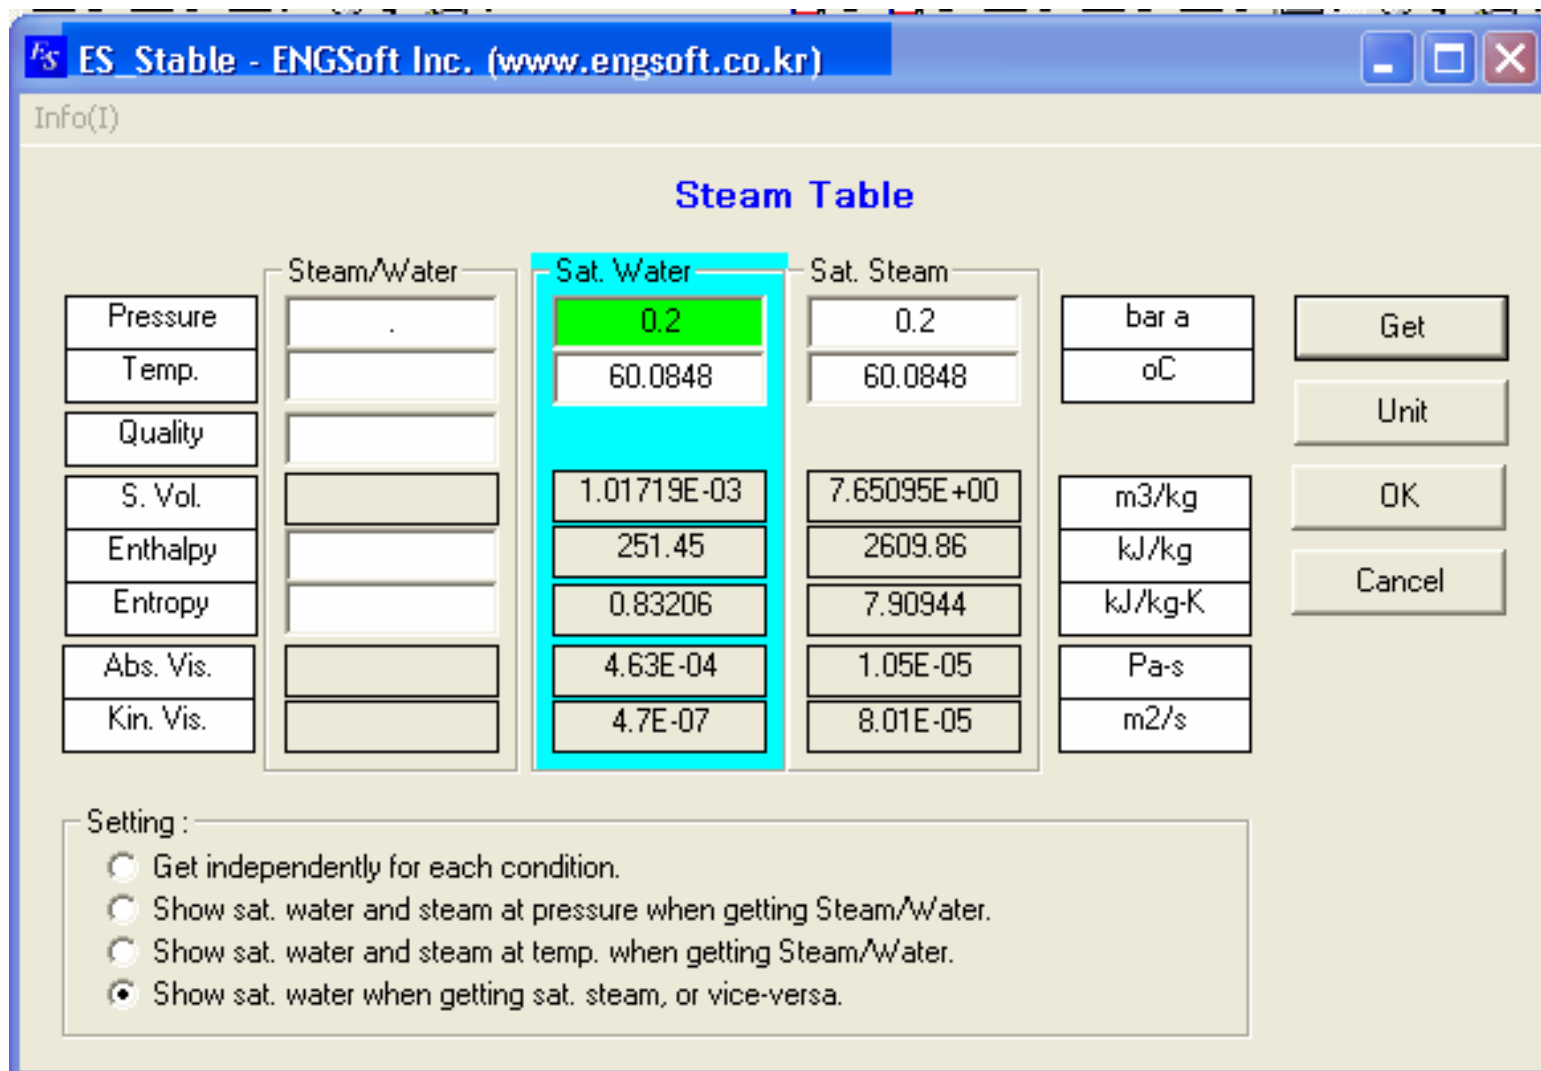 ES ES_Stable - ENGSoft Inc. (www.engsoft.co.kr)
Info(I)
Steam Table
Steam/Water Sat. Water Sat. Steam
Pressure . 0.2 0.2 bar a Get
Temp. 60.0848 60.0848 oC
Unit
Quality
S. Vol. 1.01719E-03 7.65095E+00 m3/kg OK
Enthalpy 251.45 2609.86 kJ/kg
Cancel
Entropy 0.83206 7.90944 kJ/kg-K
Abs. Vis. 4.63E-04 1.05E-05 Pa-s
Kin. Vis. 4.7E-07 8.01E-05 m2/s
Setting :
Get independently for each condition.
Show sat. water and steam at pressure when getting Steam/Water.
Show sat. water and steam at temp. when getting Steam/Water.
Show sat. water when getting sat. steam, or vice-versa.